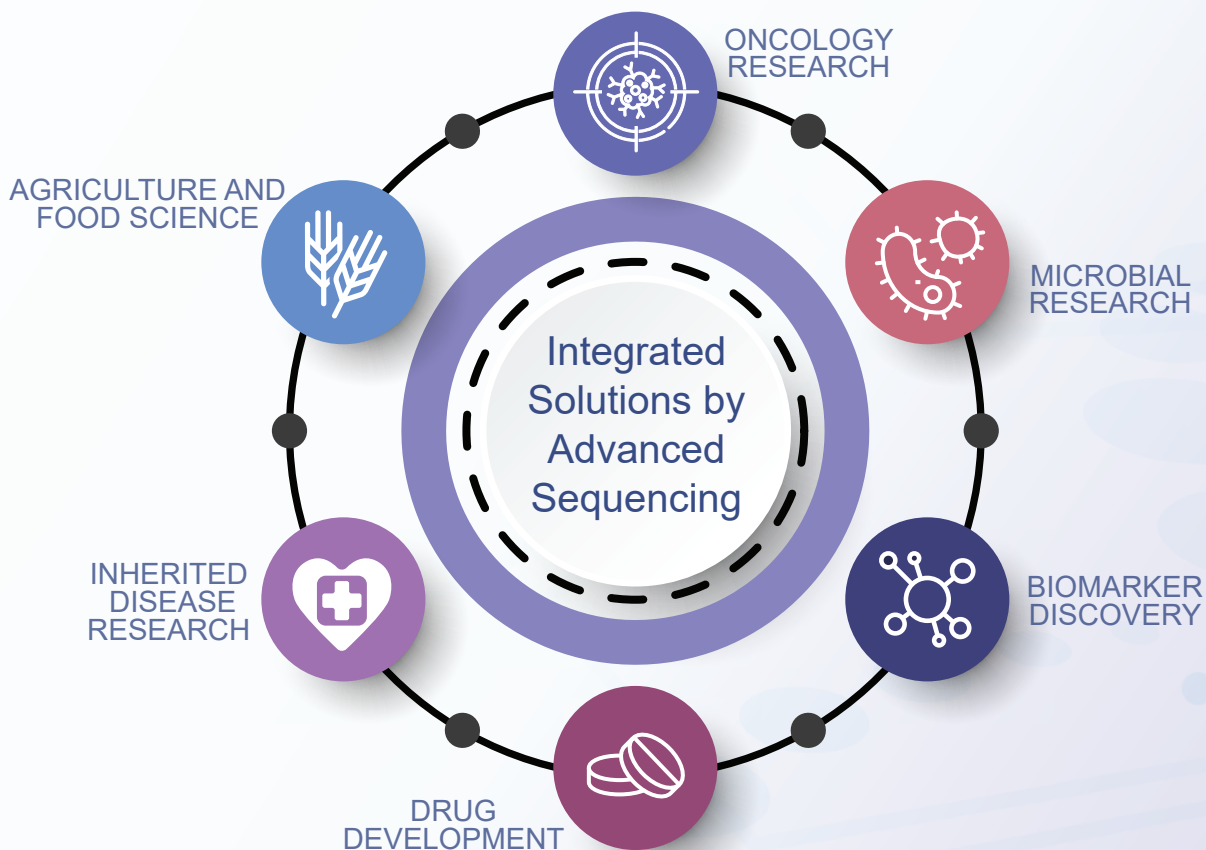 ONCOLOGY
RESEARCH
AGRICULTURE AND
FOOD SCIENCE
MICROBIAL
RESEARCH
Integrated
Solutions by
Advanced
Sequencing
INHERITED
DISEASE
RESEARCH
BIOMARKER
DISCOVERY
DRUG
DEVELOPMENT